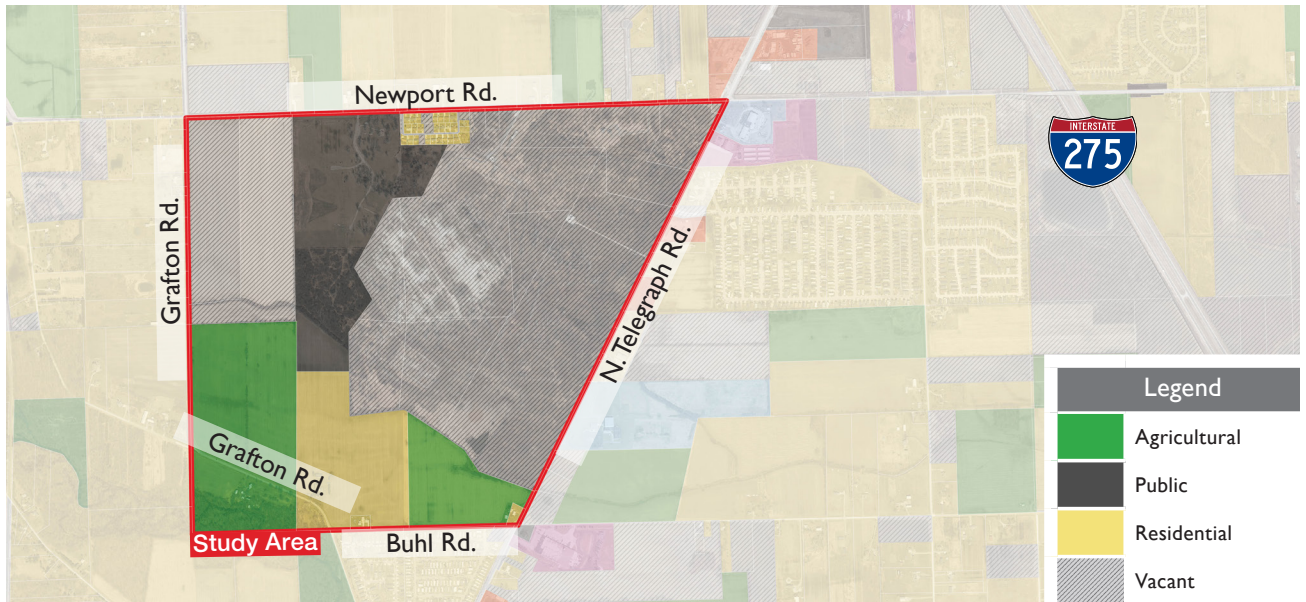 Newport Rd.
INTERSTATE
275
Grafton Rd.
N. Telegraph Rd.
Legend
Grafton Rd.
Agricultural
Public
Study Area
Buhl Rd.
Residential
Vacant